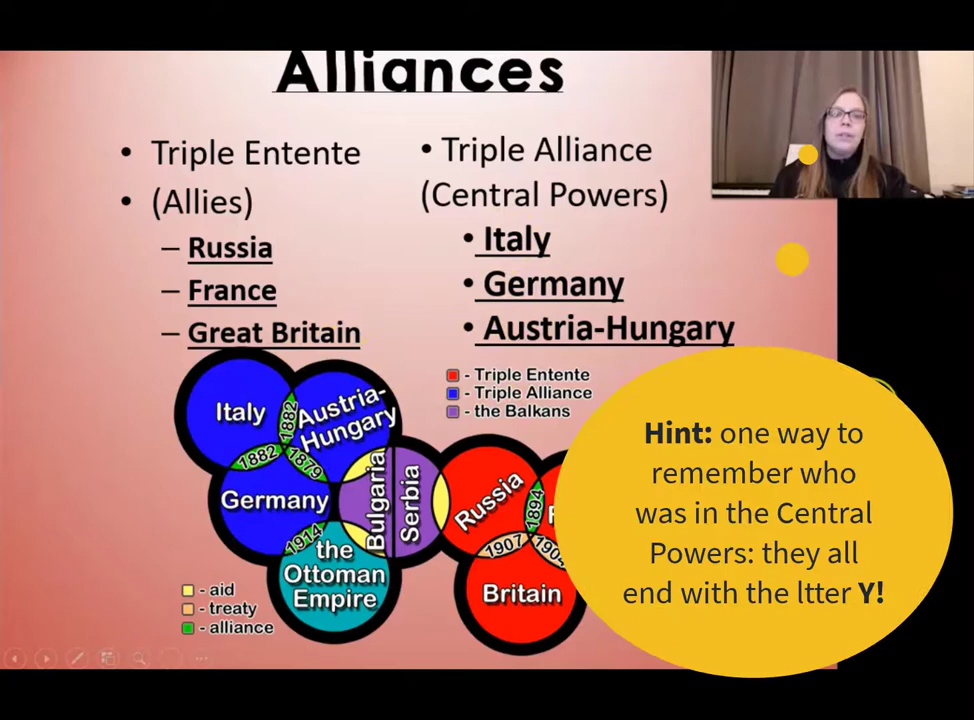 Alliances
• Triple Entente
• (Allies)
– Russia
– France
– Great Britain
• Triple Alliance
(Central Powers)
• Italy
• Germany
• Austria-Hungary
- Triple Entente
- Triple Alliance
- the Balkans
Italy
1882
Austria-
Hungary
1882
1879
Germany
1914
the
Ottoman
Empire
Bulgaria
Serbia
Russia
1894
1907
Britain
- aid
- treaty
- alliance
Hint: one way to
remember who
was in the Central
Powers: they all
end with the ltter Y!